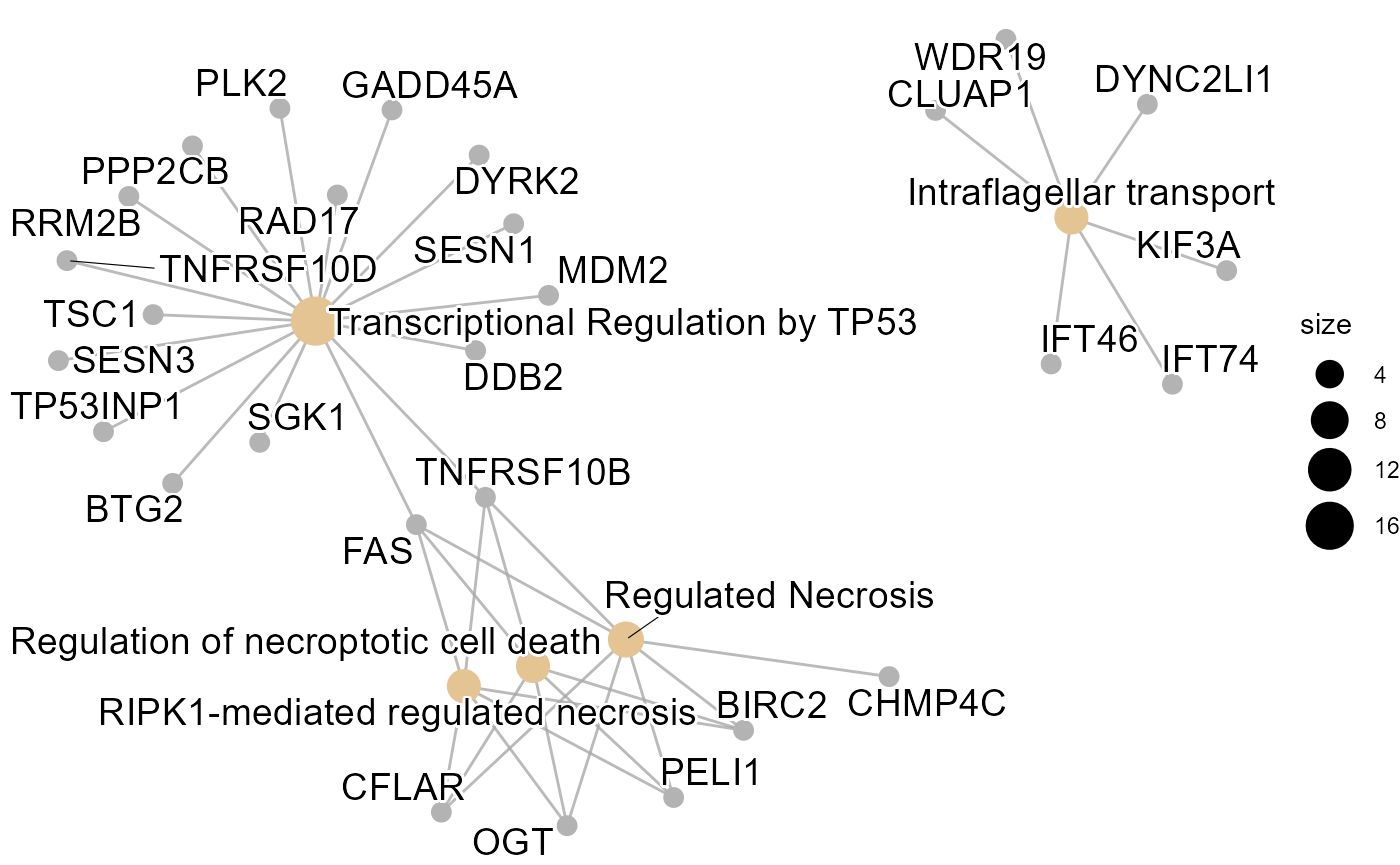 WDR19
PLK2
GADD45A
DYNC2LI1
CLUAP1
PPP2CB
DYRK2
Intraflagellar transport
RRM2B
RAD17
SESN1
KIF3A
TNFRSF10D
MDM2
TSC1
Transcriptional Regulation by TP53
size
IFT46
SESN3
IFT74
4
DDB2
TP53INP1
SGK1
8
TNFRSF10B
12
BTG2
16
FAS
Regulated Necrosis
Regulation of necroptotic cell death
RIPK1-mediated regulated necrosis
BIRC2
CHMP4C
PELI1
CFLAR
OGT